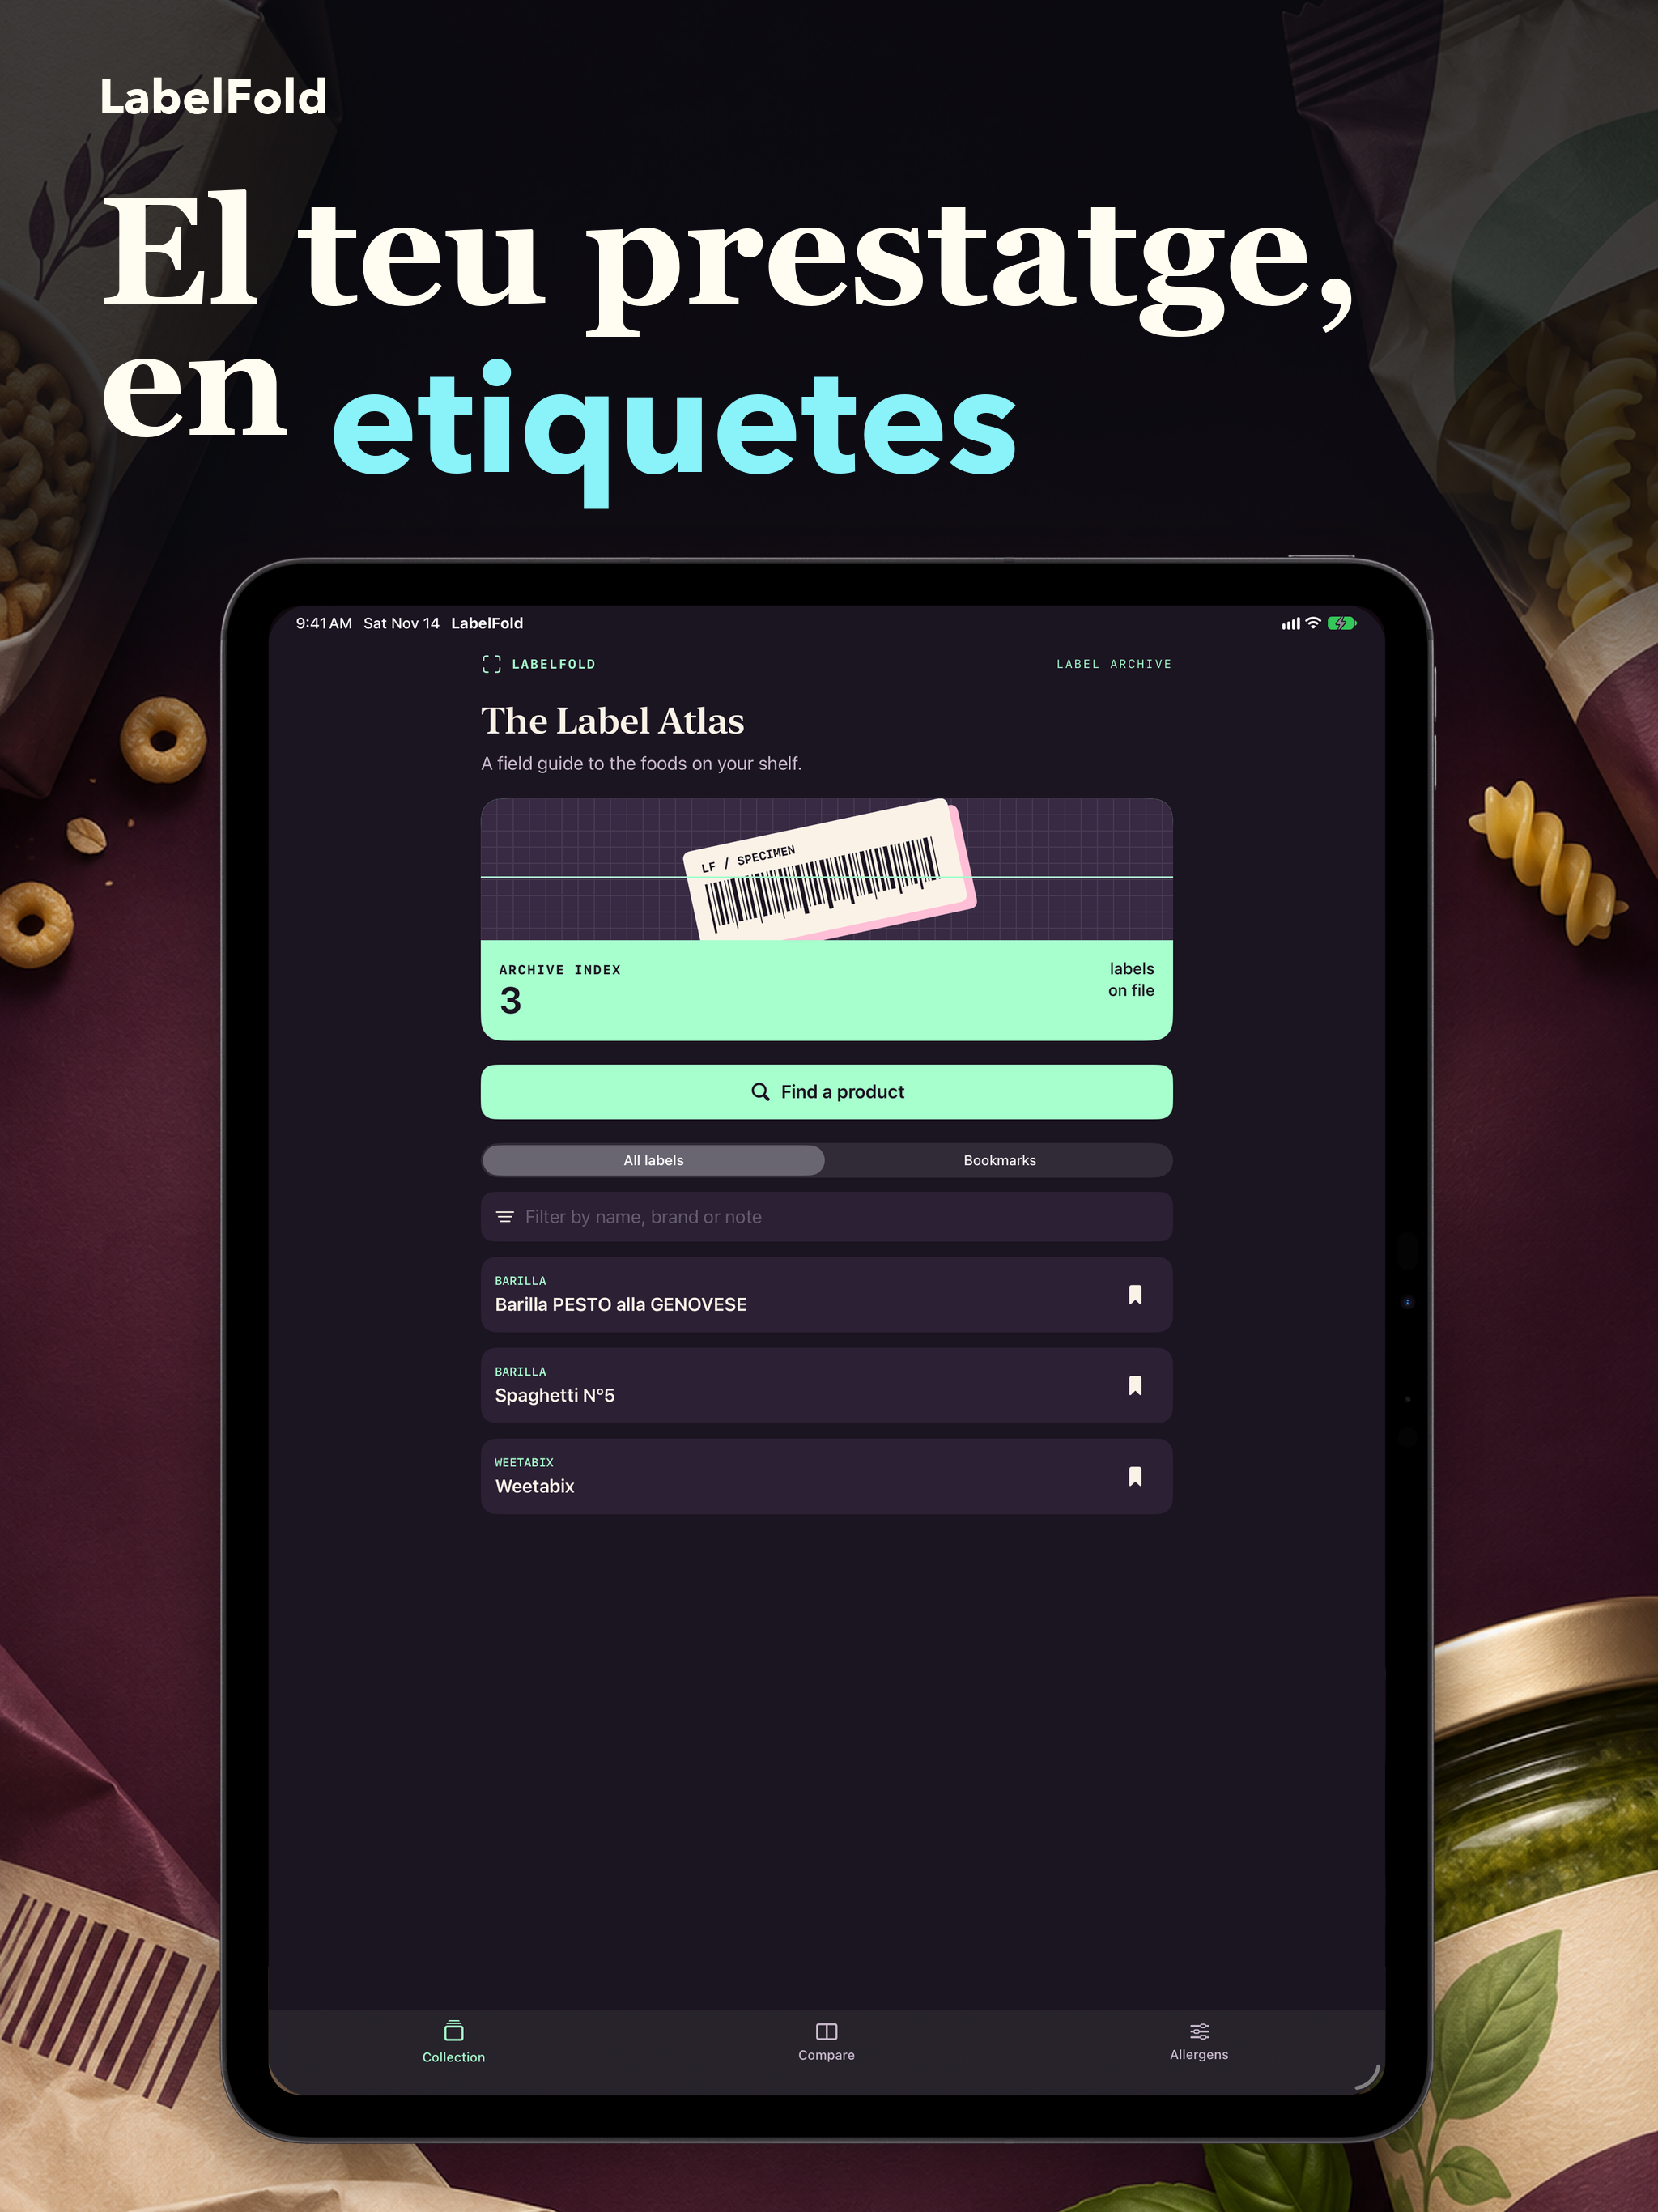 LabelFold
El teu prestatge,
en etiquetes
9:41 AM Sat Nov 14 LabelFold
LABELFOLD
LABEL ARCHIVE
The Label Atlas
A field guide to the foods on your shelf.
LF / SPECIMEN
ARCHIVE INDEX
3
labels
on file
Find a product
All labels
Bookmarks
Filter by name, brand or note
BARILLA
Barilla PESTO alla GENOVESE
BARILLA
Spaghetti Nº5
WEETABIX
Weetabix
Collection
Compare
Allergens